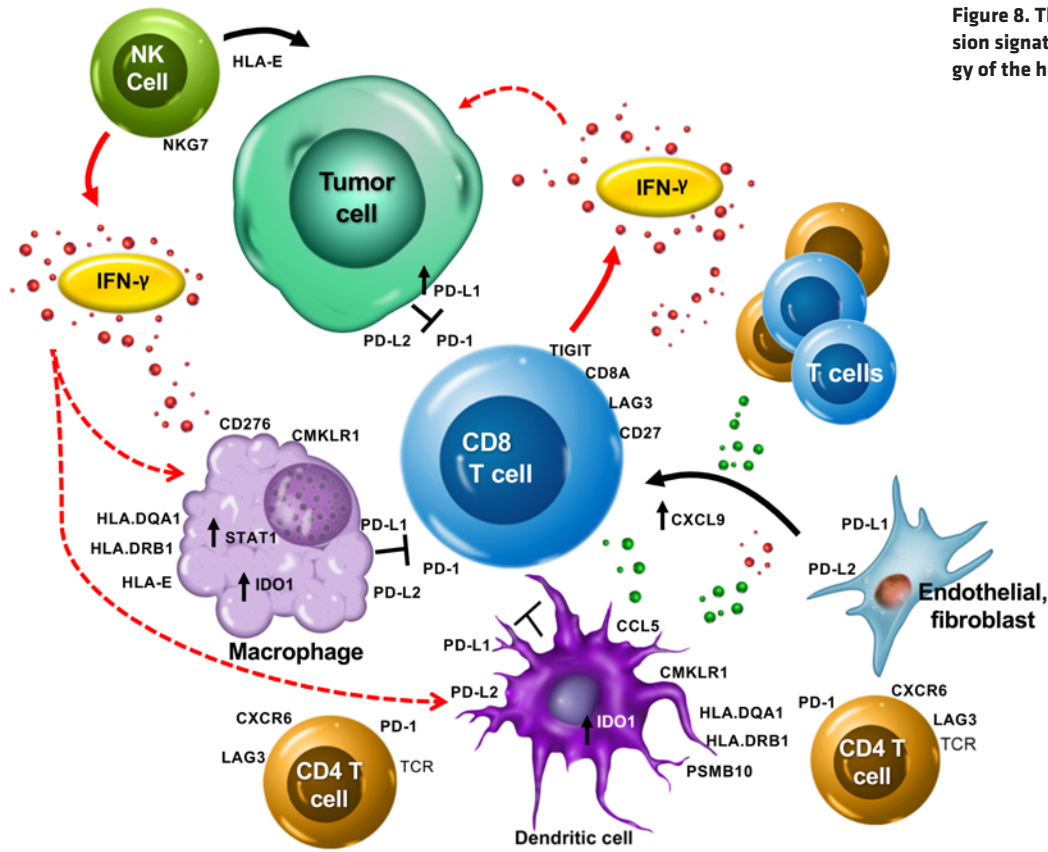 Figure 8. Th
sion signat
gy of the h
NK
Cell
HLA-E
NKG7
Tumor
cell
IFN-γ
IFN-γ
PD-L1
PD-L2
PD-1
T cells
TIGIT
CD8A
LAG3
CD27
CD8
T cell
CD276
CMKLR1
HLA.DQA1
HLA.DRB1
HLA-E
STAT1
IDO1
PD-L1
PD-1
PD-L2
Macrophage
CXCL9
PD-L1
PD-L2
Endothelial,
fibroblast
PD-L1
PD-L2
CCL5
CMKLR1
IDO1
HLA.DQA1
HLA.DRB1
PSMB10
Dendritic cell
CXCR6
PD-1
LAG3
TCR
CD4 T
cell
PD-1
CXCR6
LAG3
TCR
CD4 T
cell